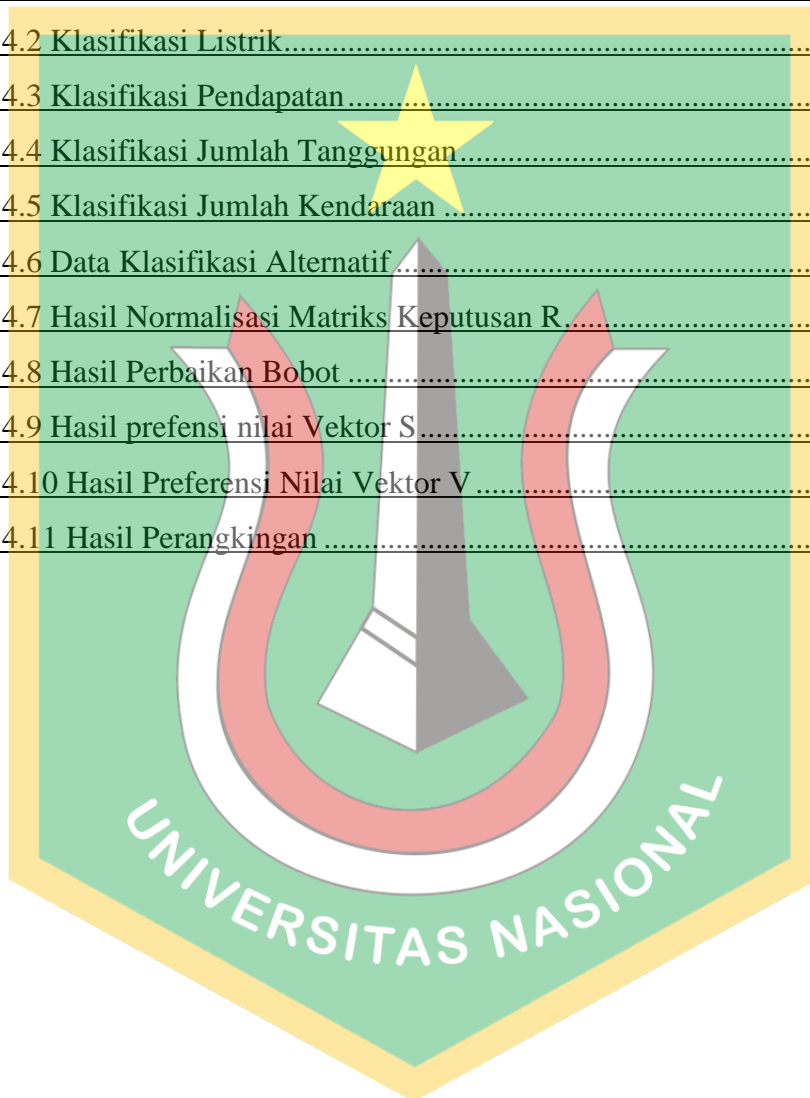 4.2 Klasifikasi Listrik................................................................
4.3 Klasifikasi Pendapatan........................................................
4.4 Klasifikasi Jumlah Tanggungan..........................................
4.5 Klasifikasi Jumlah Kendaraan ............................................
4.6 Data Klasifikasi Alternatif..................................................
4.7 Hasil Normalisasi Matriks Keputusan R.............................
4.8 Hasil Perbaikan Bobot ........................................................
4.9 Hasil prefensi nilai Vektor S...............................................
4.10 Hasil Preferensi Nilai Vektor V ........................................
4.11 Hasil Perangkingan ...........................................................
UNIVERSITAS NASIONAL